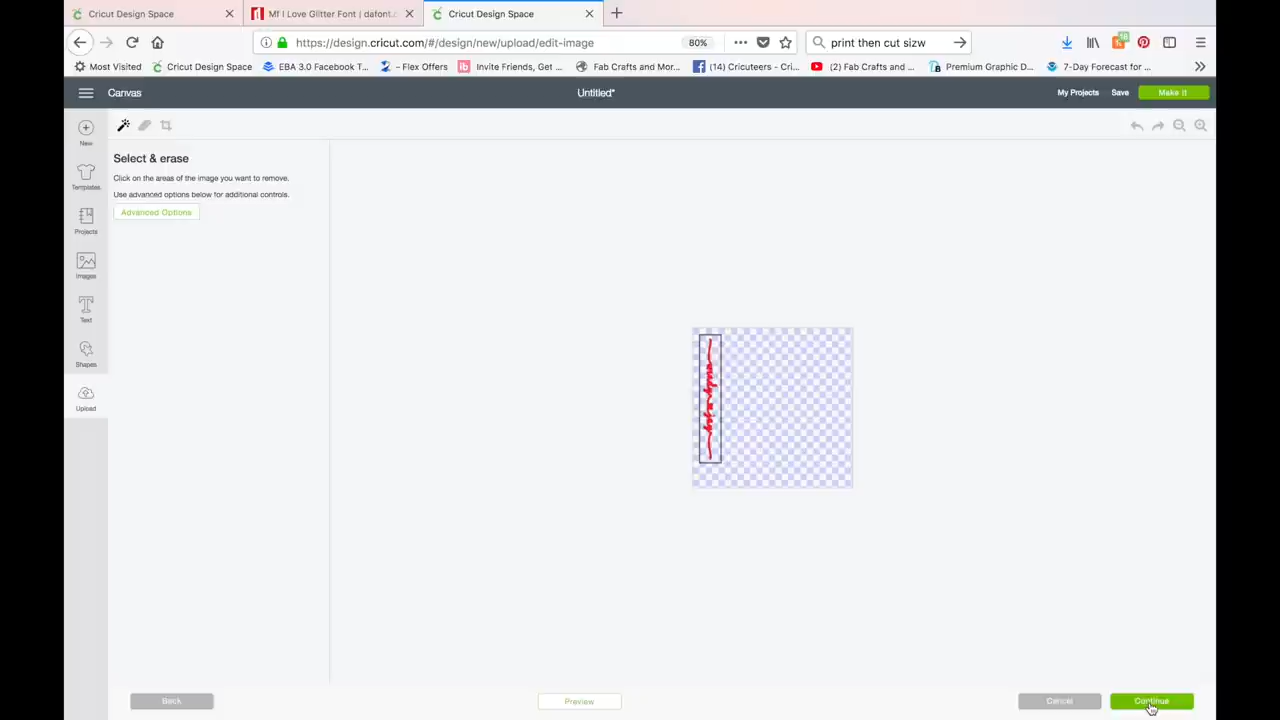 Cricut Design Space
Mf I Love Glitter Font | dafont.c
Cricut Design Space
https://design.cricut.com/#/design/new/upload/edit-image
80%
print then cut sizw
18
Most Visited
Cricut Design Space
EBA 3.0 Facebook T...
- Flex Offers
Invite Friends, Get ...
Fab Crafts and Mor...
(14) Cricuteers - Cri...
(2) Fab Crafts and ...
Premium Graphic D...
7-Day Forecast for ...
Canvas
Untitled*
My Projects
Save
Make It
New
Templates
Projects
Images
Text
Shapes
Upload
Select & erase
Click on the areas of the image you want to remove.
Use advanced options below for additional controls.
Advanced Options
Back
Preview
Cancel
Continue